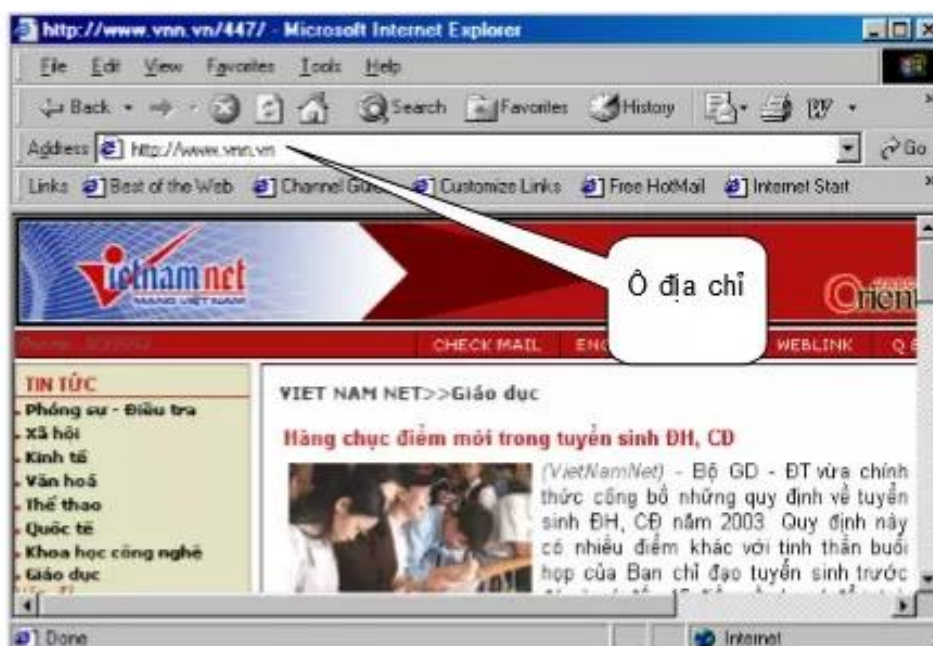 http://www.vnn.vn/447/ - Microsoft Internet Explorer
File Edit View Favorites Tools Help
Back Search Favorites History
Address http://www.vnn.vn Go
Links Best of the Web Channel Customize Links Free HotMail Internet Start
Ô địa chỉ
Vietnam net
MANG VIET NAM
Orient
CHECK MAIL WEBLINK
TIN TỨC
Phóng sự - Điều tra
Xã hội
Kinh tế
Văn hoá
Thể thao
Quốc tế
Khoa học công nghệ
Giáo dục
VIET NAM NET>>Giáo dục
Hàng chục điểm mới trong tuyển sinh ĐH, CĐ
(VietNamNet) - Bộ GD - ĐT vừa chính
thức công bố những quy định về tuyển
sinh ĐH, CĐ năm 2003. Quy định này
có nhiều điểm khác với tinh thần buổi
họp của Ban chỉ đạo tuyển sinh trước
Done Internet